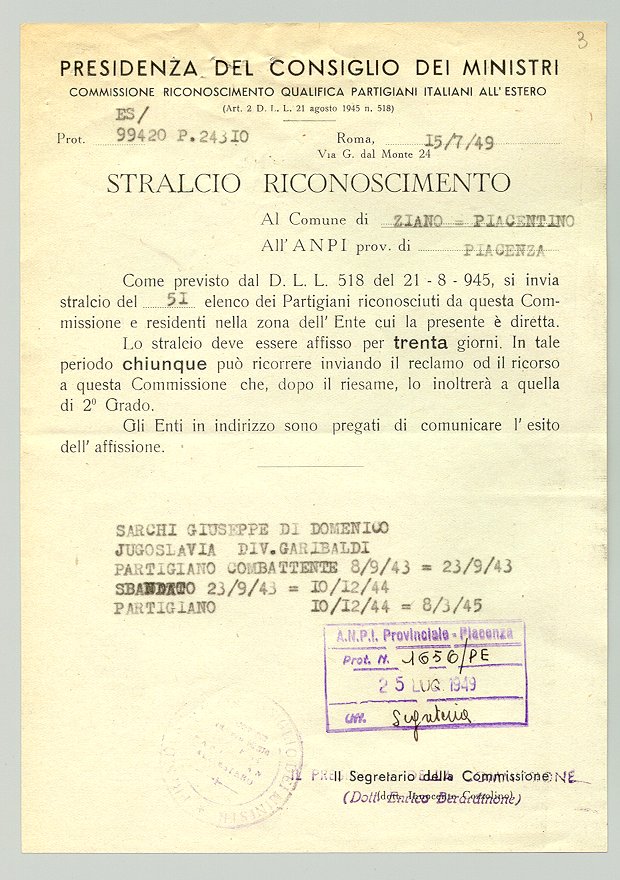 3
PRESIDENZA DEL CONSIGLIO DEI MINISTRI
COMMISSIONE RICONOSCIMENTO QUALIFICA PARTIGIANI ITALIANI ALL'ESTERO
(Art. 2 D. L. L. 21 agosto 1945 n. 518)
ES/
Prot. 99420 P.24310 Roma, 15/7/49
Via G. dal Monte 24
STRALCIO RICONOSCIMENTO
Al Comune di ZIANO = PIACENTINO
All'ANPI prov. di PIACENZA
Come previsto dal D. L. L. 518 del 21 - 8 - 945, si invia
stralcio del 51 elenco dei Partigiani riconosciuti da questa Com-
missione e residenti nella zona dell' Ente cui la presente è diretta.
Lo stralcio deve essere affisso per trenta giorni. In tale
periodo chiunque può ricorrere inviando il reclamo od il ricorso
a questa Commissione che, dopo il riesame, lo inoltrerà a quella
di 2º Grado.
Gli Enti in indirizzo sono pregati di comunicare l' esito
dell' affissione.
SARCHI GIUSEPPE DI DOMENICO
JUGOSLAVIA DIV.GARIBALDI
PARTIGIANO COMBATTENTE 8/9/43 = 23/9/43
SBANDATO 23/9/43 = 10/12/44
PARTIGIANO 10/12/44 = 8/3/45
A.N.P.I. Provinciale - Piacenza
Prot. N. 1656/PE
25 LUG. 1949
Uff. Segreteria
Il Segretario della Commissione